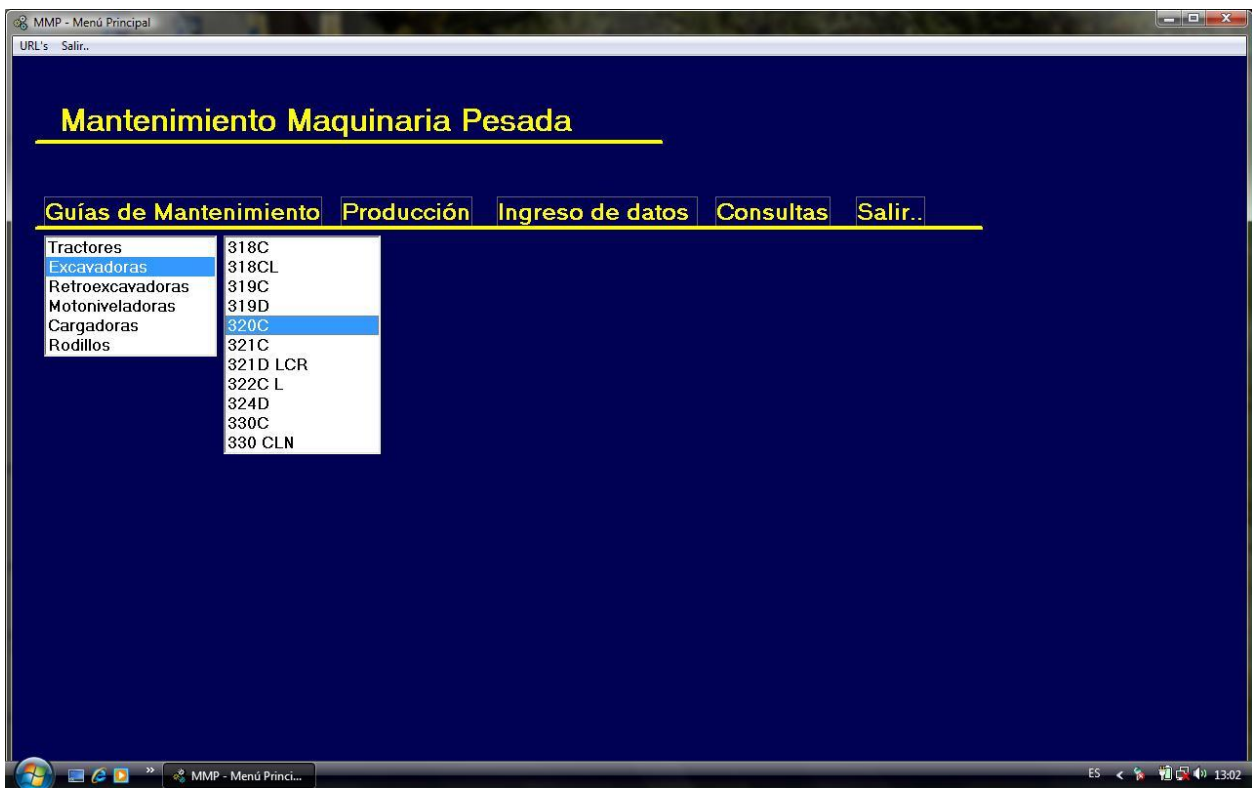 MMP - Menú Principal
URL's Salir..
Mantenimiento Maquinaria Pesada
Guías de Mantenimiento Producción Ingreso de datos Consultas Salir..
Tractores
Excavadoras
Retroexcavadoras
Motoniveladoras
Cargadoras
Rodillos
318C
318CL
319C
319D
320C
321C
321D LCR
322C L
324D
330C
330 CLN
MMP - Menú Princi...
ES
13:02